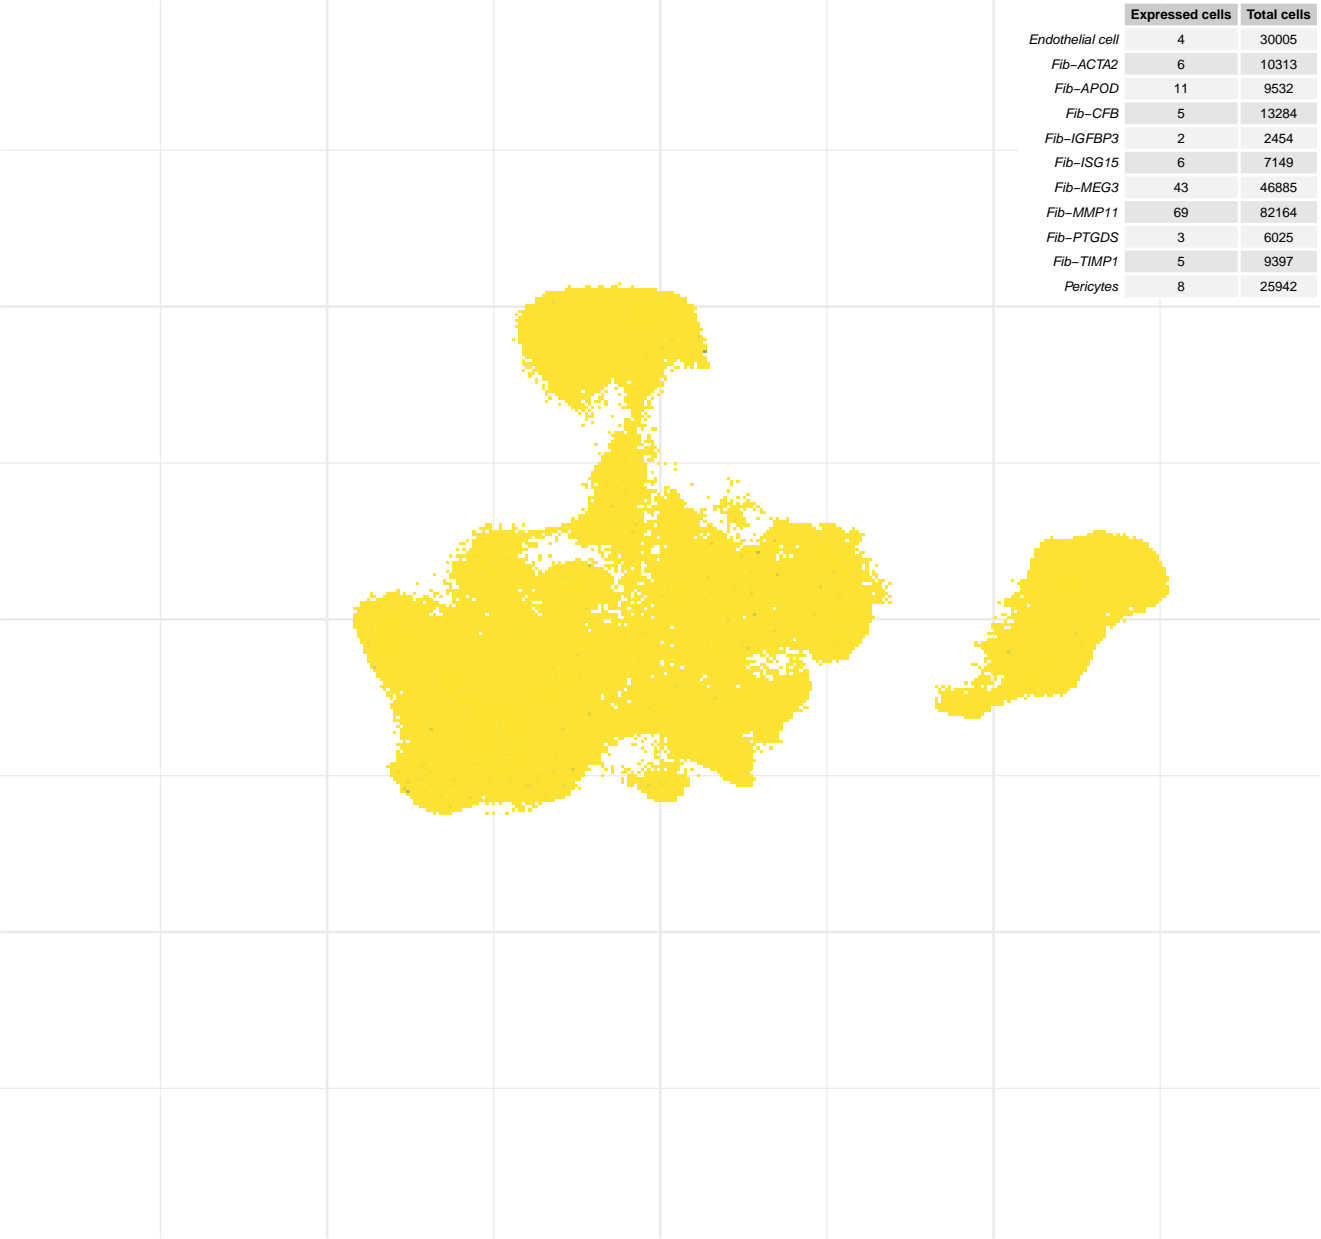 Expressed cells Total cells
Endothelial cell 4 30005
Fib−ACTA2 6 10313
Fib−APOD 11 9532
Fib−CFB 5 13284
Fib−IGFBP3 2 2454
Fib−ISG15 6 7149
Fib−MEG3 43 46885
Fib−MMP11 69 82164
Fib−PTGDS 3 6025
Fib−TIMP1 5 9397
Pericytes 8 25942